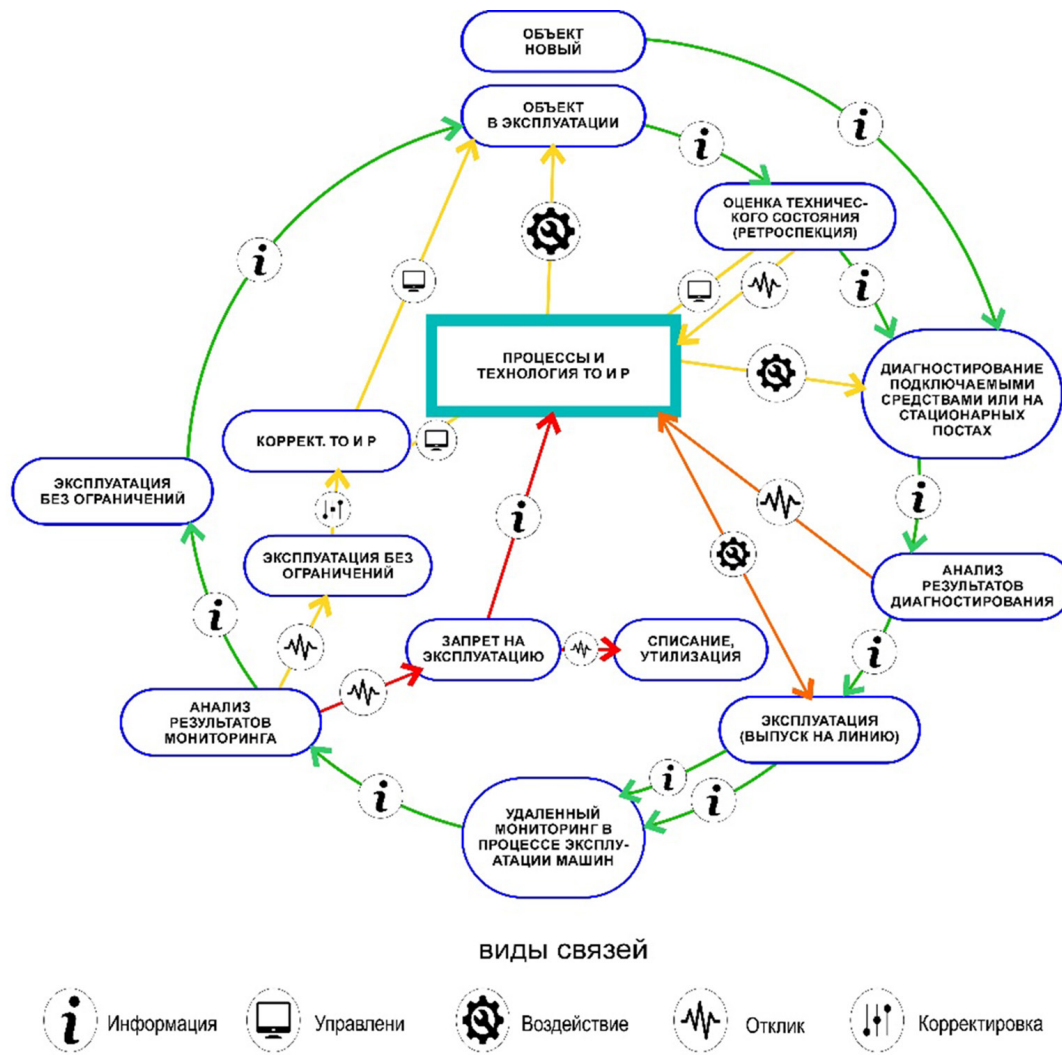 ОБЪЕКТ
НОВЫЙ
ОБЪЕКТ
В ЭКСПЛУАТАЦИИ
ОЦЕНКА ТЕХНИЧЕС-
КОГО СОСТОЯНИЯ
(РЕТРОСПЕКЦИЯ)
ПРОЦЕССЫ И
ТЕХНОЛОГИЯ ТО И Р
ДИАГНОСТИРОВАНИЕ
ПОДКЛЮЧАЕМЫМИ
СРЕДСТВАМИ ИЛИ НА
СТАЦИОНАРНЫХ
ПОСТАХ
КОРРЕКТ. ТО И Р
ЭКСПЛУАТАЦИЯ
БЕЗ ОГРАНИЧЕНИЙ
ЭКСПЛУАТАЦИЯ БЕЗ
ОГРАНИЧЕНИЙ
АНАЛИЗ
РЕЗУЛЬТАТОВ
ДИАГНОСТИРОВАНИЯ
ЗАПРЕТ НА
ЭКСПЛУАТАЦИЮ
СПИСАНИЕ,
УТИЛИЗАЦИЯ
АНАЛИЗ
РЕЗУЛЬТАТОВ
МОНИТОРИНГА
ЭКСПЛУАТАЦИЯ
(ВЫПУСК НА ЛИНИЮ)
УДАЛЕННЫЙ
МОНИТОРИНГ В
ПРОЦЕССЕ ЭКСПЛУ-
АТАЦИИ МАШИН
виды связей
Информация
Управлени
Воздействие
Отклик
Корректировка